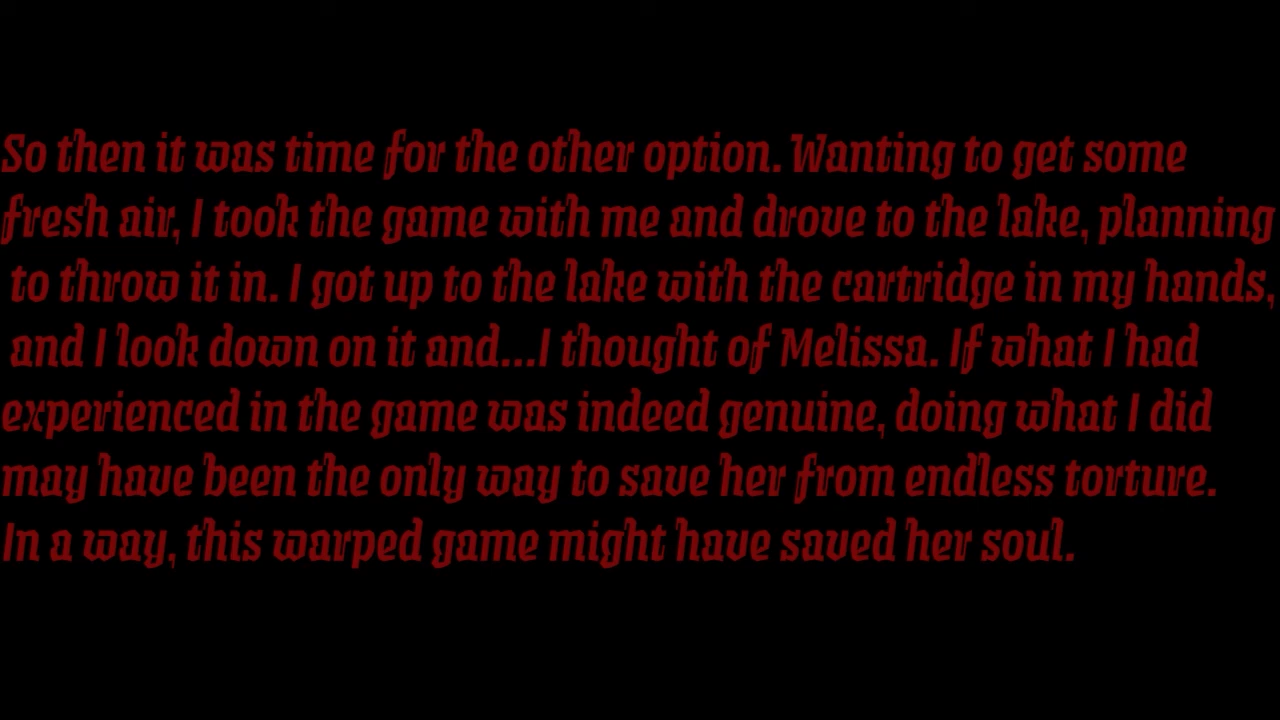 So then it was time for the other option. Wanting to get some
fresh air, I took the game with me and drove to the lake, planning
to throw it in. I got up to the lake with the cartridge in my hands,
and I look down on it and...I thought of Melissa. If what I had
experienced in the game was indeed genuine, doing what I did
may have been the only way to save her from endless torture.
In a way, this warped game might have saved her soul.